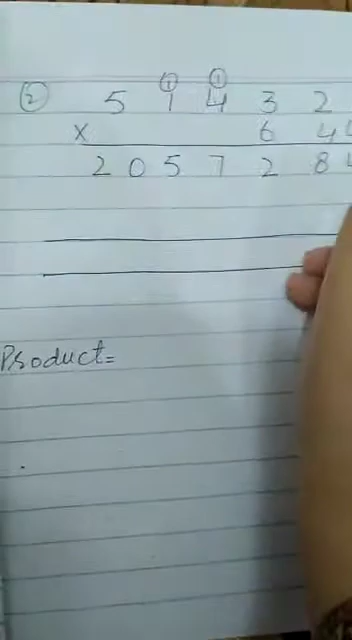 ② 5 1 4 3 2
① ①
x 6 4
2 0 5 7 2 8
Product=